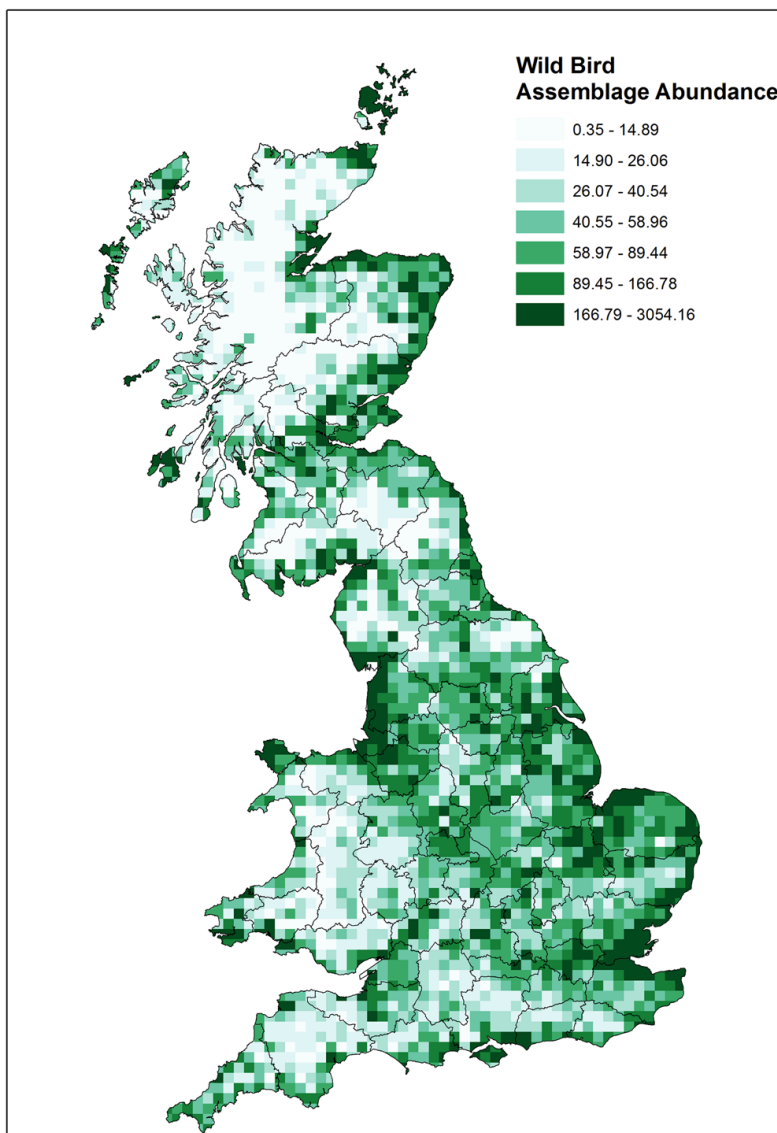 Wild Bird
Assemblage Abundance
0.35 - 14.89
14.90 - 26.06
26.07 - 40.54
40.55 - 58.96
58.97 - 89.44
89.45 - 166.78
166.79 - 3054.16